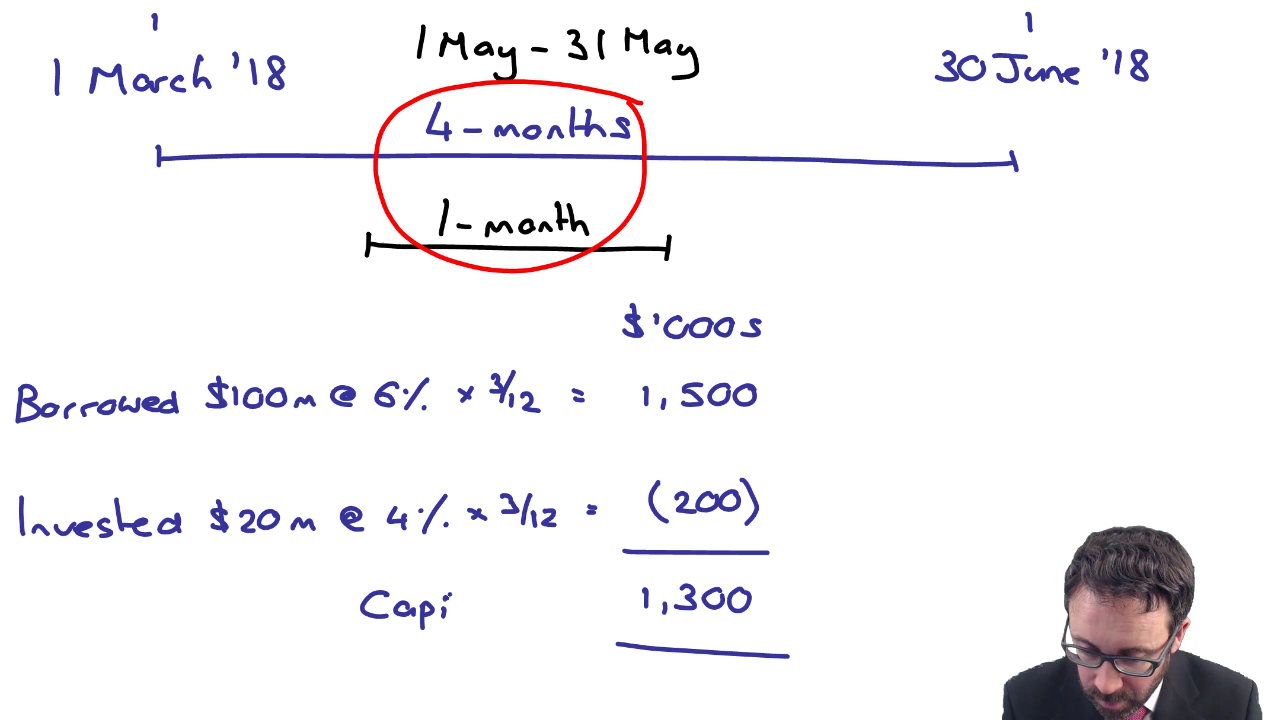 1 May - 31 May
1 March '18
30 June '18
4 - months
1 - month
$'000s
Borrowed $100m @ 6% × 3/12 = 1,500
Invested $20m @ 4% × 3/12 = (200)
Capi 1,300